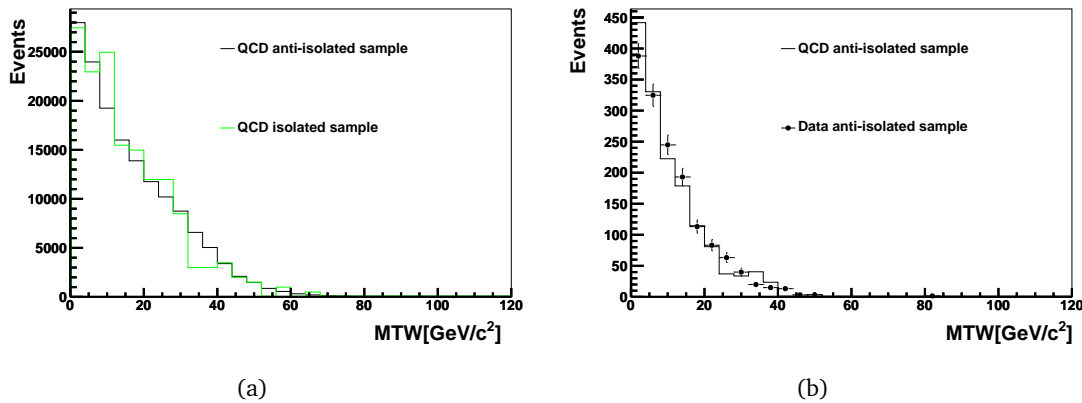 Events
25000
20000
15000
10000
5000
0
0 20 40 60 80 100 120
MTW[GeV/c²]
QCD anti-isolated sample
QCD isolated sample
(a)
Events
450
400
350
300
250
200
150
100
50
0
0 20 40 60 80 100 120
MTW[GeV/c²]
QCD anti-isolated sample
Data anti-isolated sample
(b)